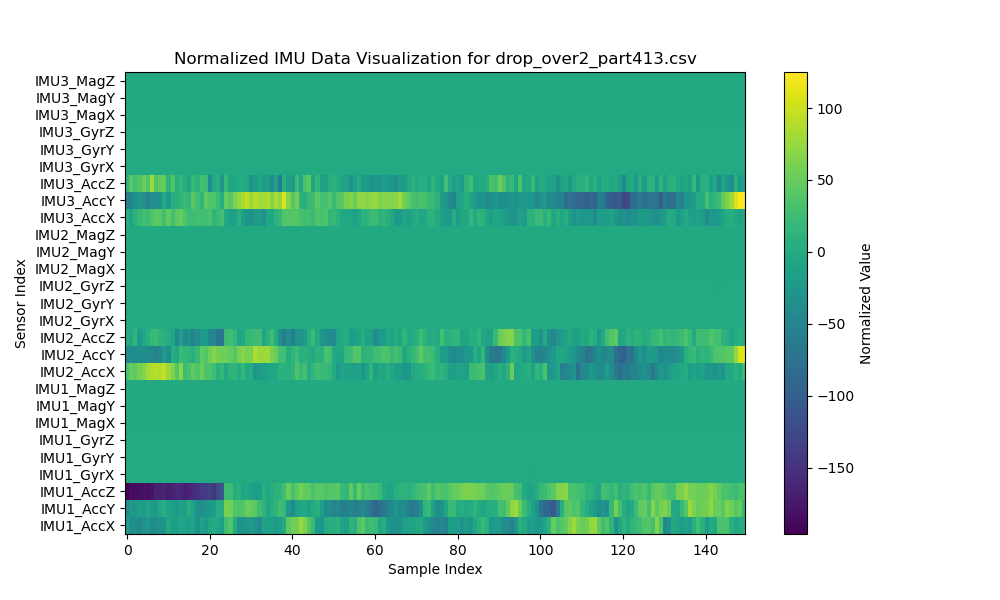 Normalized IMU Data Visualization for drop_over2_part413.csv
IMU3_MagZ
IMU3_MagY
IMU3_MagX
IMU3_GyrZ
IMU3_GyrY
IMU3_GyrX
IMU3_AccZ
IMU3_AccY
IMU3_AccX
IMU2_MagZ
IMU2_MagY
IMU2_MagX
IMU2_GyrZ
IMU2_GyrY
IMU2_GyrX
IMU2_AccZ
IMU2_AccY
IMU2_AccX
IMU1_MagZ
IMU1_MagY
IMU1_MagX
IMU1_GyrZ
IMU1_GyrY
IMU1_GyrX
IMU1_AccZ
IMU1_AccY
IMU1_AccX
Sensor Index
0 20 40 60 80 100 120 140
Sample Index
100
50
0
−50
−100
−150
Normalized Value